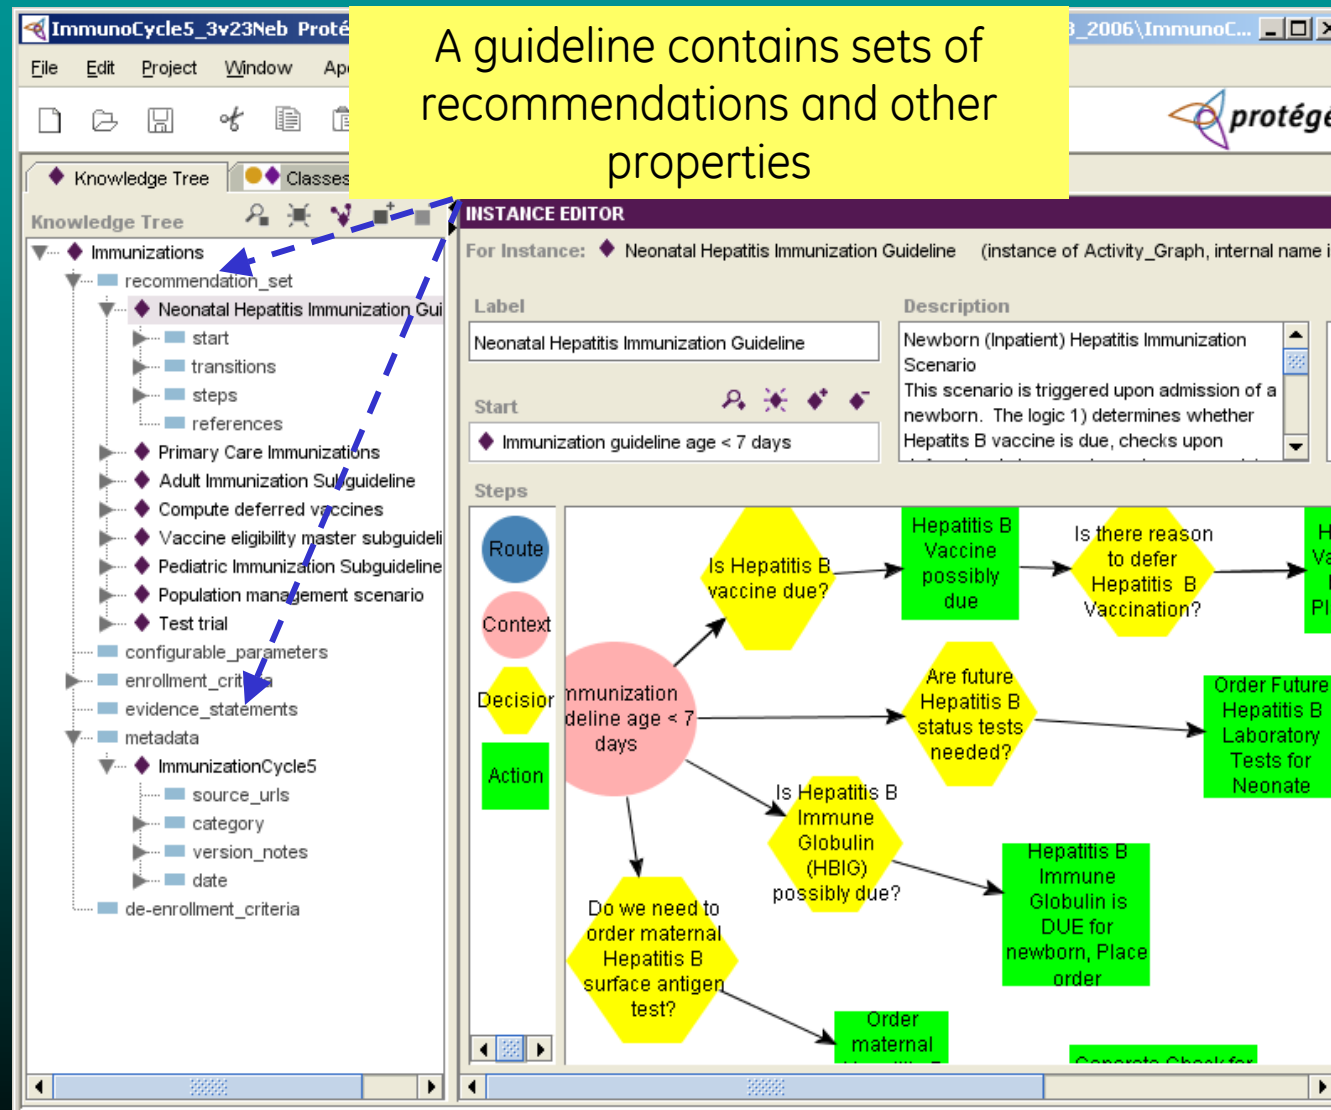 ImmunoCycle5_3v23Neb Proté
A guideline contains sets of
recommendations and other
properties
_2006\ImmunoC...
File Edit Project Window
protégé
Knowledge Tree
Classes
Knowledge Tree
Immunizations
recommendation_set
Neonatal Hepatitis Immunization Gui
start
transitions
steps
references
Primary Care Immunizations
Adult Immunization Subguideline
Compute deferred vaccines
Vaccine eligibility master subguideli
Pediatric Immunization Subguideline
Population management scenario
Test trial
configurable_parameters
enrollment_criteria
evidence_statements
metadata
ImmunizationCycle5
source_urls
category
version_notes
date
de-enrollment_criteria
INSTANCE EDITOR
For Instance: Neonatal Hepatitis Immunization Guideline (instance of Activity_Graph, internal name i
Label
Neonatal Hepatitis Immunization Guideline
Start
Immunization guideline age < 7 days
Description
Newborn (Inpatient) Hepatitis Immunization
Scenario
This scenario is triggered upon admission of a
newborn. The logic 1) determines whether
Hepatits B vaccine is due, checks upon
Steps
Route
Context
Decision
Action
mmunization
deline age < 7
days
Is Hepatitis B
vaccine due?
Hepatitis B
Vaccine
possibly
due
Is there reason
to defer
Hepatitis B
Vaccination?
Are future
Hepatitis B
status tests
needed?
Order Future
Hepatitis B
Laboratory
Tests for
Neonate
Is Hepatitis B
Immune
Globulin
(HBIG)
possibly due?
Hepatitis B
Immune
Globulin is
DUE for
newborn, Place
order
Do we need to
order maternal
Hepatitis B
surface antigen
test?
Order
maternal